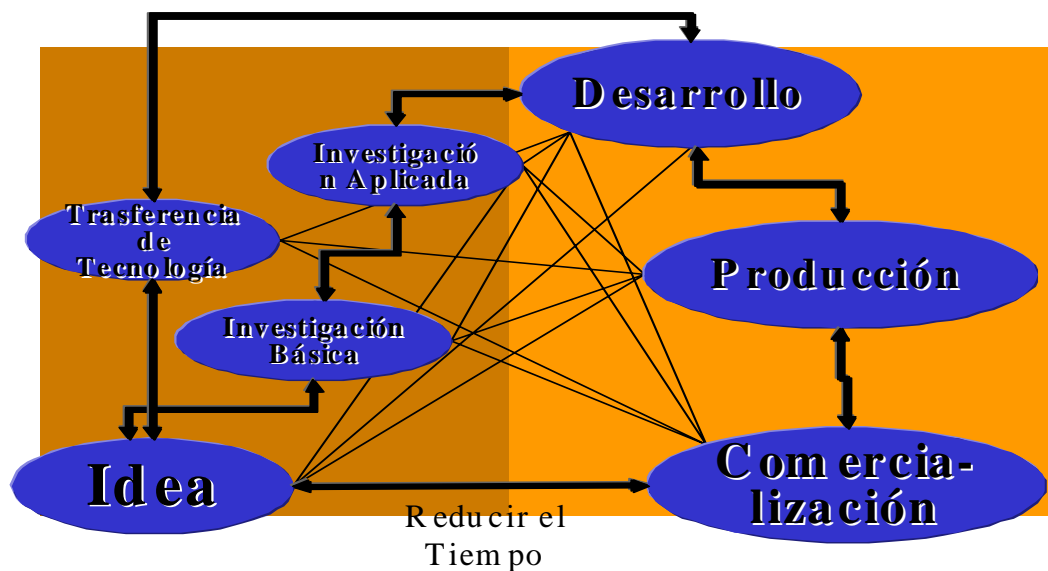 Desarrollo
Investigació
n Aplicada
Trasferencia
de
Tecnología
Producción
Investigación
Básica
Idea
Comercia-
lización
Reducir el
Tiempo